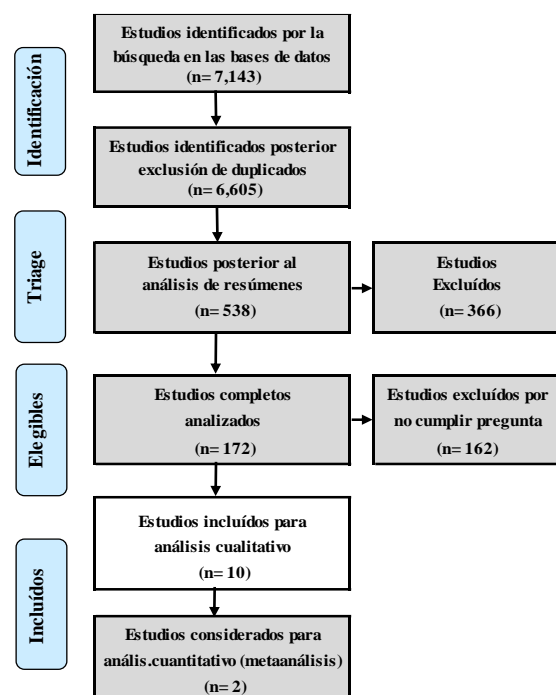 Identificación
Estudios identificados por la
búsqueda en las bases de datos
(n= 7,143)
Estudios identificados posterior
exclusión de duplicados
(n= 6,605)
Triage
Estudios posterior al
análisis de resúmenes
(n= 538)
Estudios
Excluídos
(n= 366)
Elegibles
Estudios completos
analizados
(n= 172)
Estudios excluídos por
no cumplir pregunta
(n= 162)
Incluídos
Estudios incluídos para
análisis cualitativo
(n= 10)
Estudios considerados para
anális.cuantitativo (metaanálisis)
(n= 2)